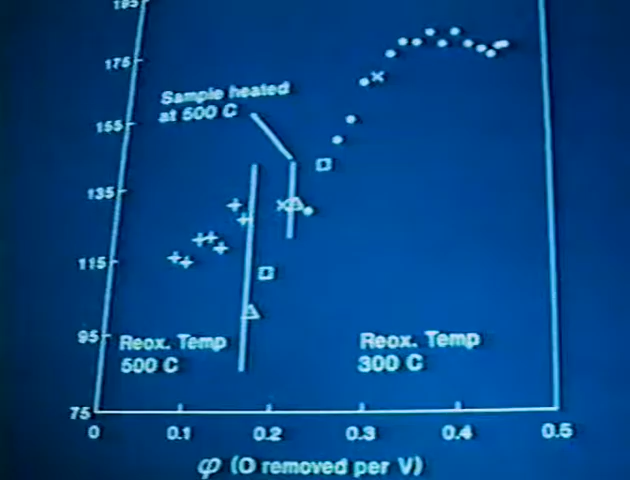 195
175
Sample heated
at 500 C
155
135
115
95
Reox. Temp
500 C
Reox. Temp
300 C
75
0 0.1 0.2 0.3 0.4 0.5
φ (O removed per V)